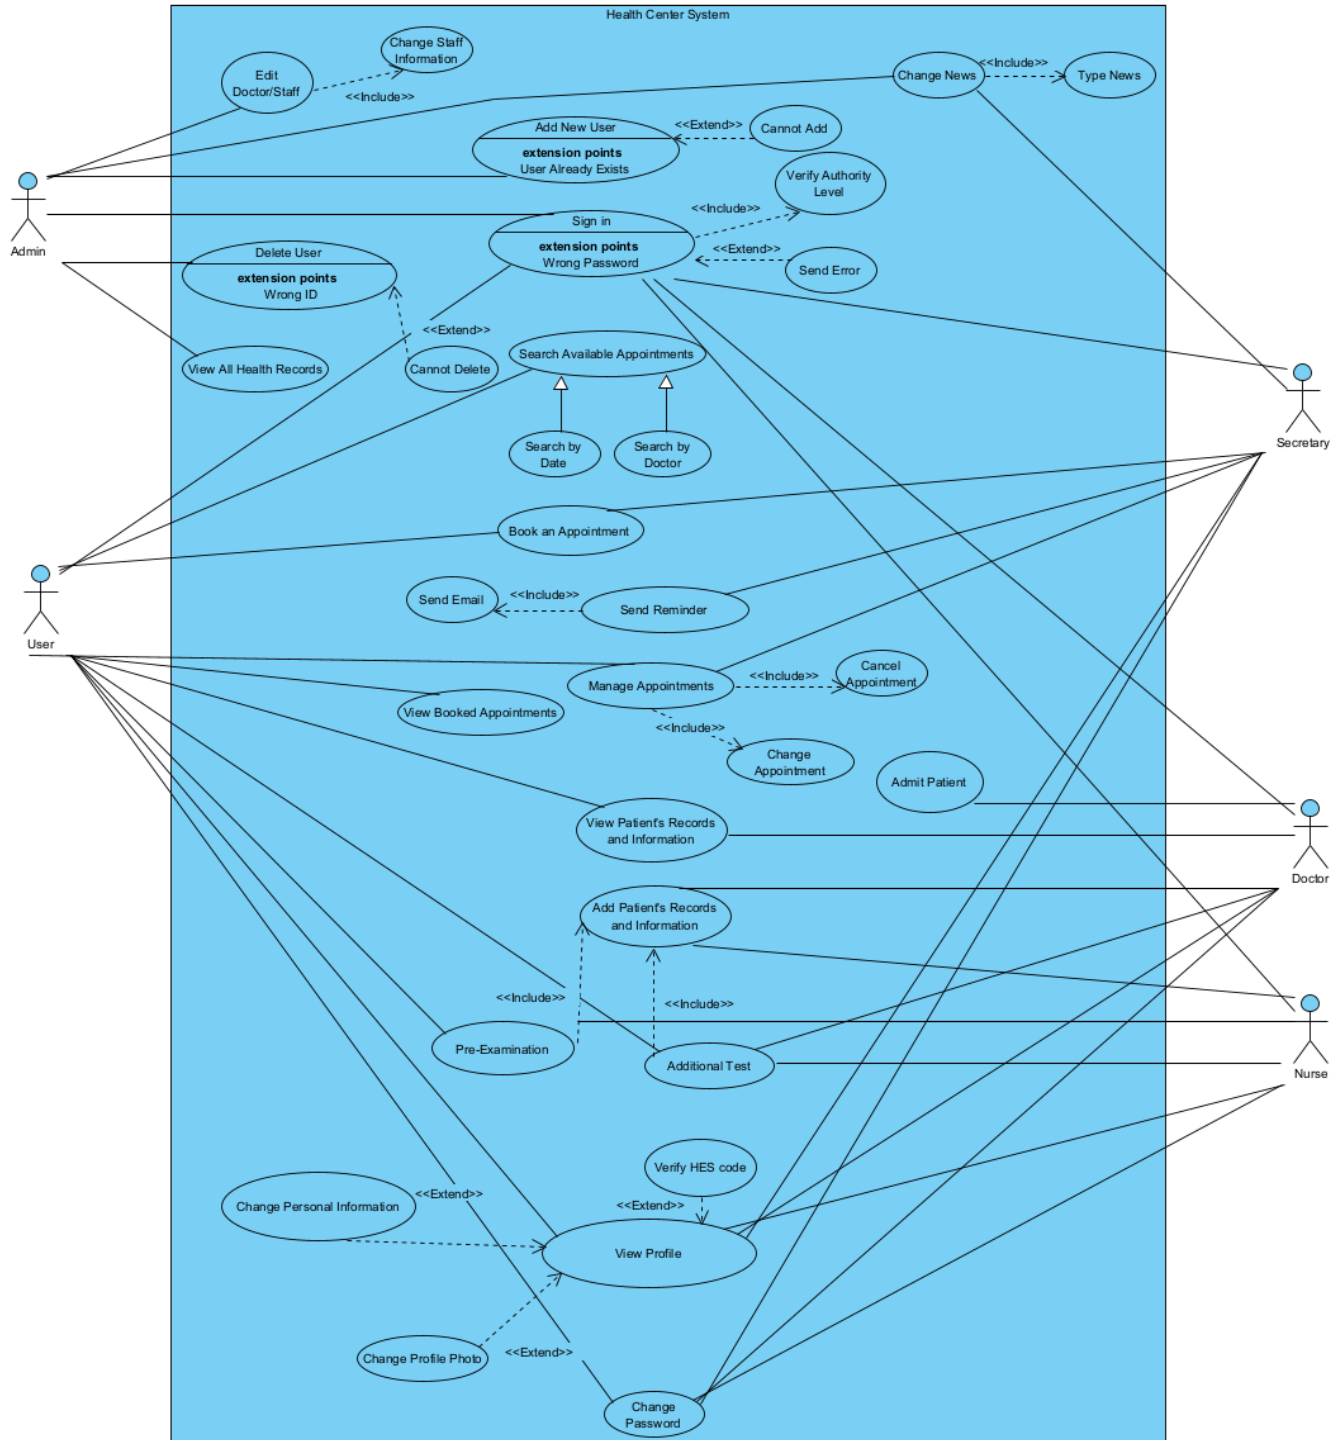 Health Center System
Change Staff
Information
Edit
Doctor/Staff
<<Include>>
Change News
<<Include>>
Type News
Add New User
extension points
User Already Exists
<<Extend>>
Cannot Add
Verify Authority
Level
<<Include>>
Admin
Sign in
extension points
Wrong Password
<<Extend>>
Send Error
Delete User
extension points
Wrong ID
<<Extend>>
View All Health Records
Cannot Delete
Search Available Appointments
Search by
Date
Search by
Doctor
Secretary
Book an Appointment
Send Email
<<Include>>
Send Reminder
User
Manage Appointments
<<Include>>
Cancel
Appointment
View Booked Appointments
<<Include>>
Change
Appointment
Admit Patient
View Patient's Records
and Information
Doctor
Add Patient's Records
and Information
<<Include>>
<<Include>>
Pre-Examination
Additional Test
Nurse
Verify HES code
Change Personal Information
<<Extend>>
<<Extend>>
View Profile
Change Profile Photo
<<Extend>>
Change
Password